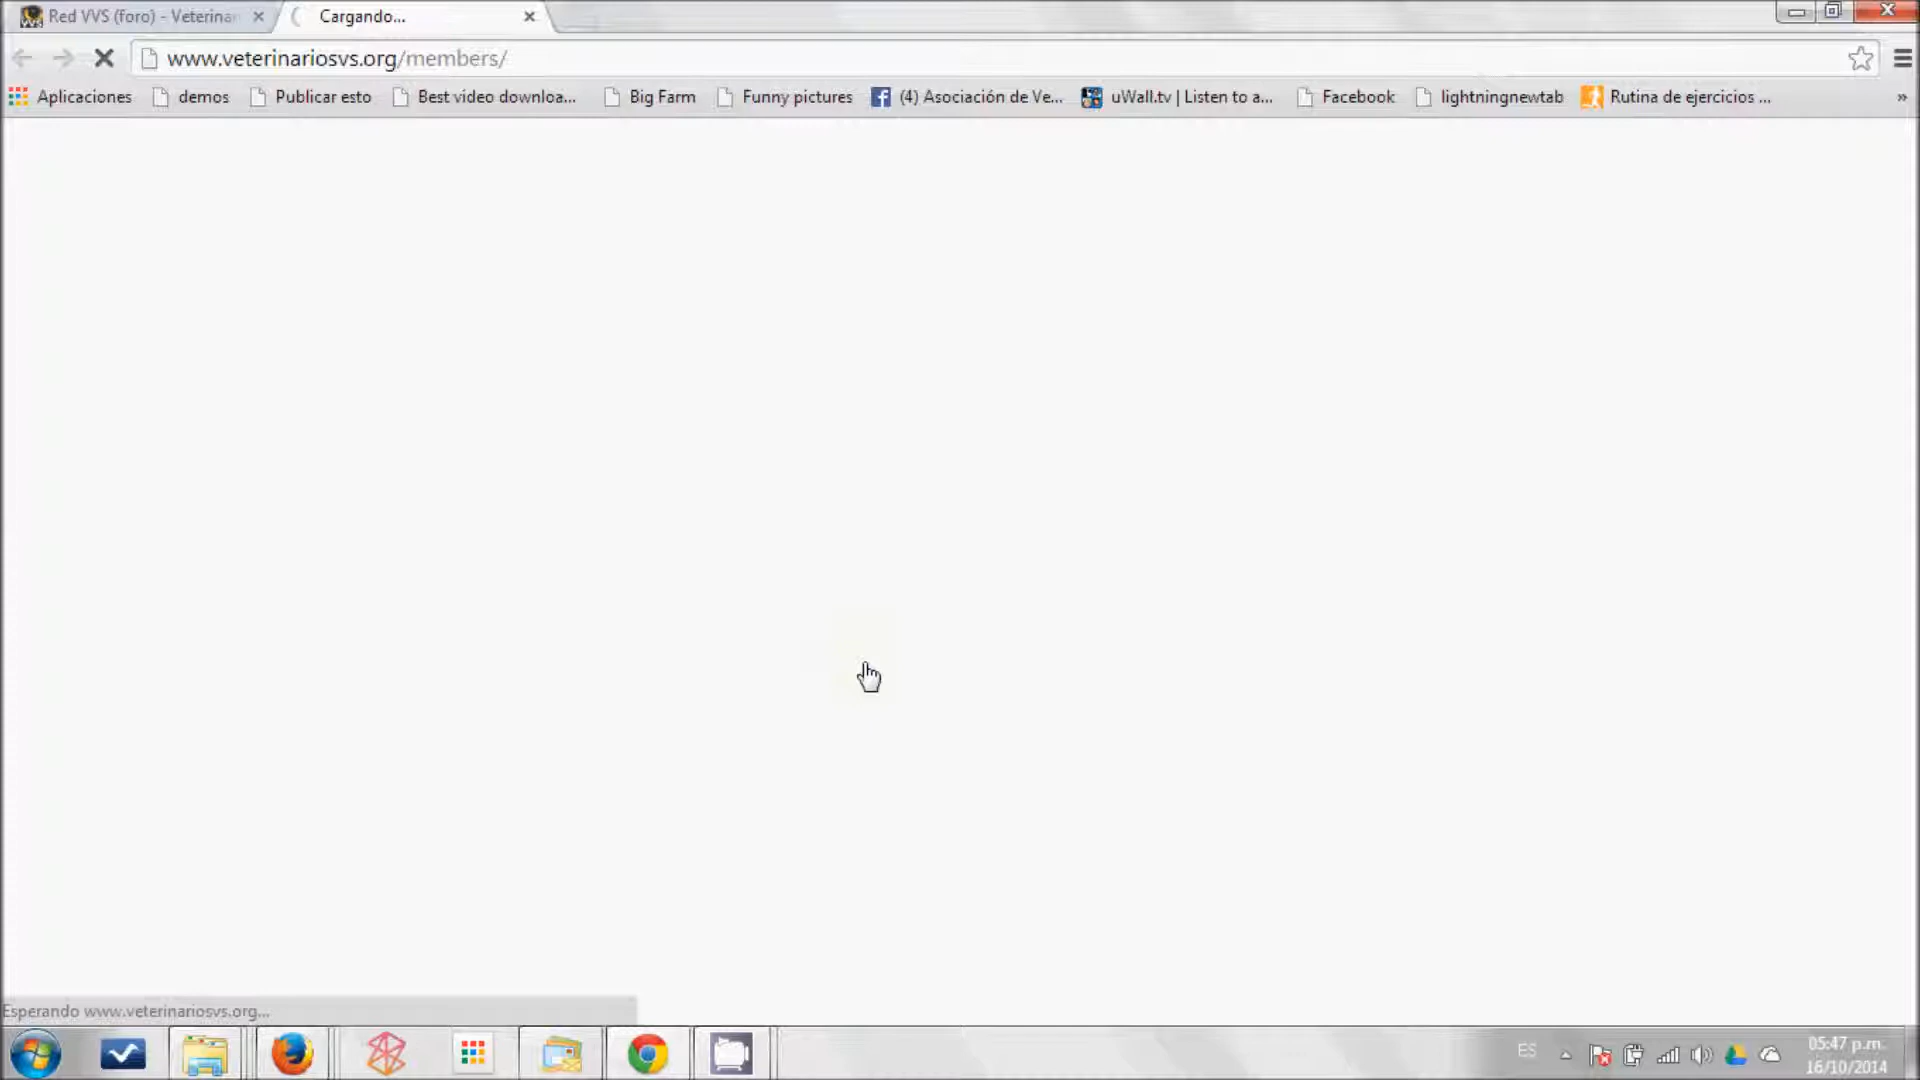 Red VVS (foro) - Veterinar
Cargando...
www.veterinariosvs.org/members/
Aplicaciones demos Publicar esto Best video downloa... Big Farm Funny pictures (4) Asociación de Ve... uWall.tv | Listen to a... Facebook lightningnewtab Rutina de ejercicios ... »
Esperando www.veterinariosvs.org...
ES
05:47 p.m.
16/10/2014